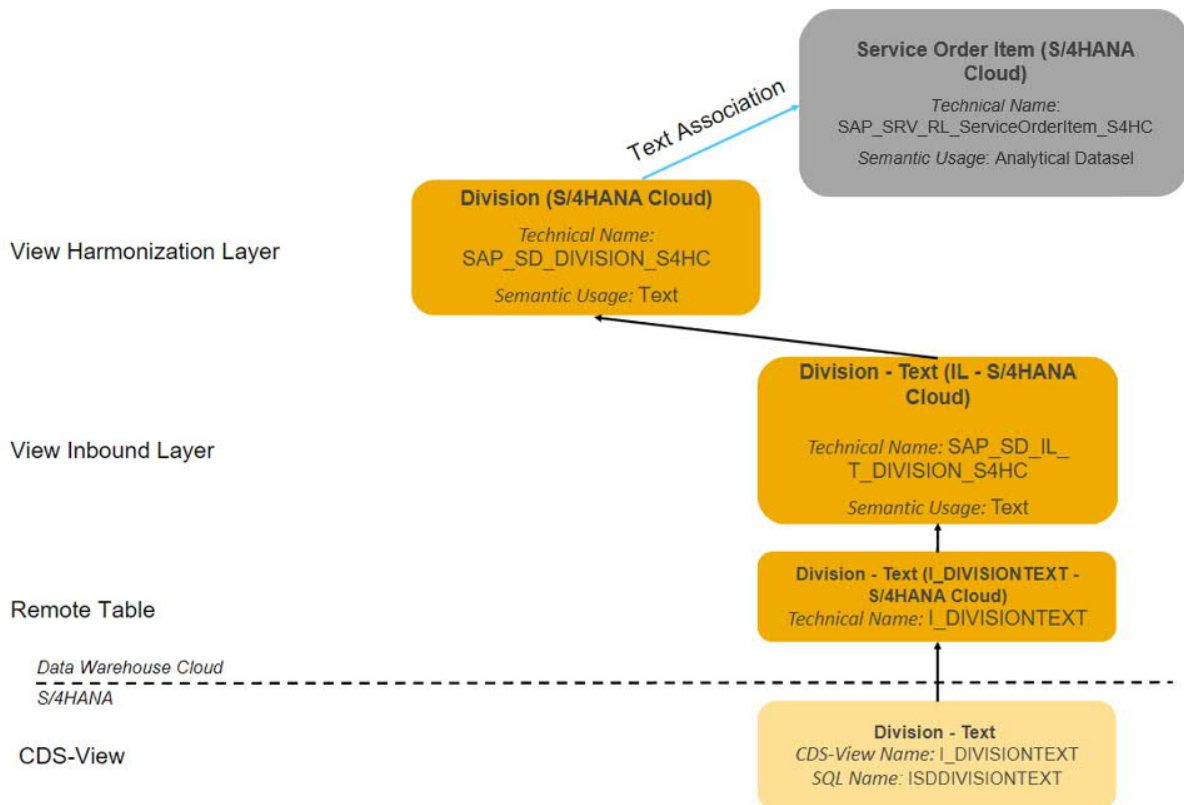 Service Order Item (S/4HANA
Cloud)
Technical Name:
SAP_SRV_RL_ServiceOrderItem_S4HC
Semantic Usage: Analytical Datasel
Text Association
Division (S/4HANA Cloud)
Technical Name:
SAP_SD_DIVISION_S4HC
Semantic Usage: Text
View Harmonization Layer
Division - Text (IL - S/4HANA
Cloud)
Technical Name: SAP_SD_IL_
T_DIVISION_S4HC
Semantic Usage: Text
View Inbound Layer
Division - Text (I_DIVISIONTEXT -
S/4HANA Cloud)
Technical Name: I_DIVISIONTEXT
Remote Table
Data Warehouse Cloud
S/4HANA
Division - Text
CDS-View Name: I_DIVISIONTEXT
SQL Name: ISDDIVISIONTEXT
CDS-View